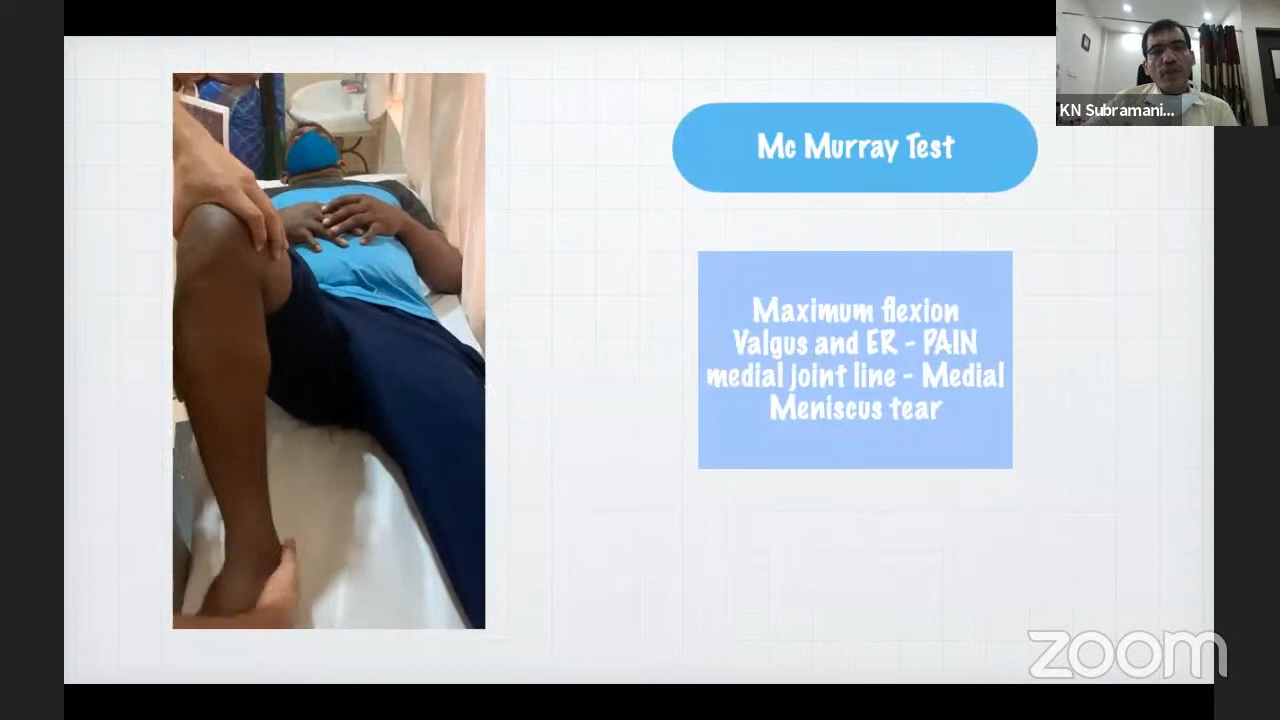 KN Subramani...
Mc Murray Test
Maximum flexion
Valgus and ER - PAIN
medial joint line - Medial
Meniscus tear
zoom